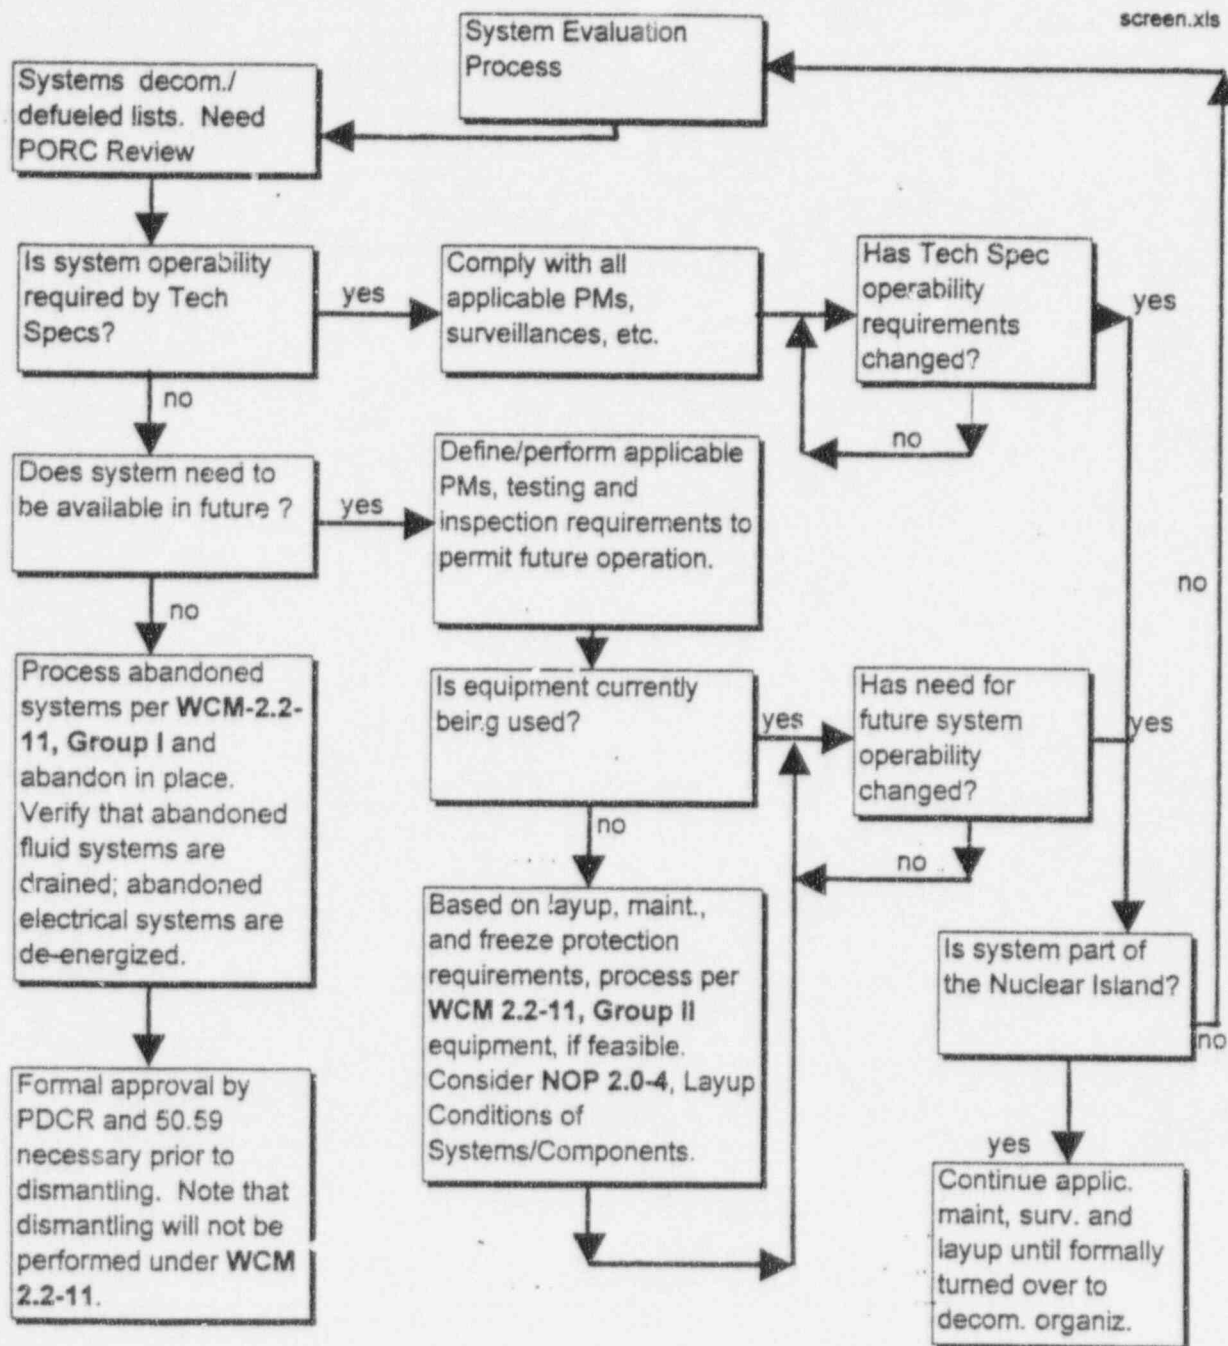 screen.xls
System Evaluation
Process
Systems decom./
defueled lists. Need
PORC Review
Is system operability
required by Tech
Specs?
yes
Comply with all
applicable PMs,
surveillances, etc.
Has Tech Spec
operability
requirements
changed?
yes
no
no
Does system need to
be available in future ?
yes
Define/perform applicable
PMs, testing and
inspection requirements to
permit future operation.
no
no
Process abandoned
systems per WCM-2.2-
11, Group I and
abandon in place.
Verify that abandoned
fluid systems are
drained; abandoned
electrical systems are
de-energized.
Is equipment currently
being used?
yes
Has need for
future system
operability
changed?
yes
no
no
Based on layup, maint.,
and freeze protection
requirements, process per
WCM 2.2-11, Group II
equipment, if feasible.
Consider NOP 2.0-4, Layup
Conditions of
Systems/Components.
Is system part of
the Nuclear Island?
no
yes
Formal approval by
PDCR and 50.59
necessary prior to
dismantling. Note that
dismantling will not be
performed under WCM
2.2-11.
Continue applic.
maint, surv. and
layup until formally
turned over to
decom. organiz.